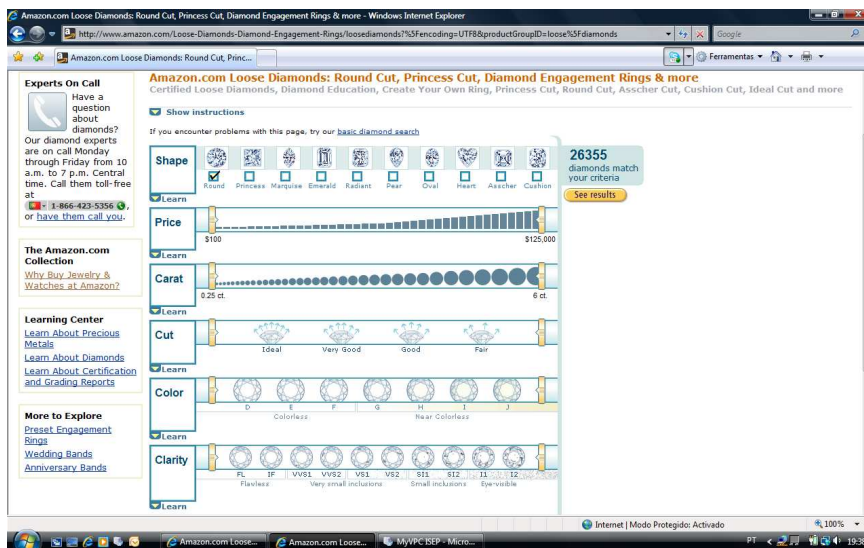 Amazon.com Loose Diamonds: Round Cut, Princess Cut, Diamond Engagement Rings & more - Windows Internet Explorer
http://www.amazon.com/Loose-Diamonds-Diamond-Engagement-Rings/loosediamonds?%5Fencoding=UTF8&productGroupID=loose%5Fdiamonds
Google
Amazon.com Loose Diamonds: Round Cut, Princ...
Ferramentas
Experts On Call
Have a
question
about
diamonds?
Our diamond experts
are on call Monday
through Friday from 10
a.m. to 7 p.m. Central
time. Call them toll-free
at
1-866-423-5356,
or have them call you.
The Amazon.com
Collection
Why Buy Jewelry &
Watches at Amazon?
Learning Center
Learn About Precious
Metals
Learn About Diamonds
Learn About Certification
and Grading Reports
More to Explore
Preset Engagement
Rings
Wedding Bands
Anniversary Bands
Amazon.com Loose Diamonds: Round Cut, Princess Cut, Diamond Engagement Rings & more
Certified Loose Diamonds, Diamond Education, Create Your Own Ring, Princess Cut, Round Cut, Asscher Cut, Cushion Cut, Ideal Cut and more
Show instructions
If you encounter problems with this page, try our basic diamond search
Shape
Round Princess Marquise Emerald Radiant Pear Oval Heart Asscher Cushion
Learn
Price
$100 $125,000
Learn
Carat
0.25 ct. 6 ct.
Learn
Cut
Ideal Very Good Good Fair
Learn
Color
D E F G H I J
Colorless Near Colorless
Learn
Clarity
FL IF VVS1 VVS2 VS1 VS2 SI1 SI2 I1 I2
Flawless Very small inclusions Small inclusions Eye-visible
Learn
26355
diamonds match
your criteria
See results
Internet | Modo Protegido: Activado
100%
Amazon.com Loose...
Amazon.com Loose...
MyVPC ISEP - Micro...
PT